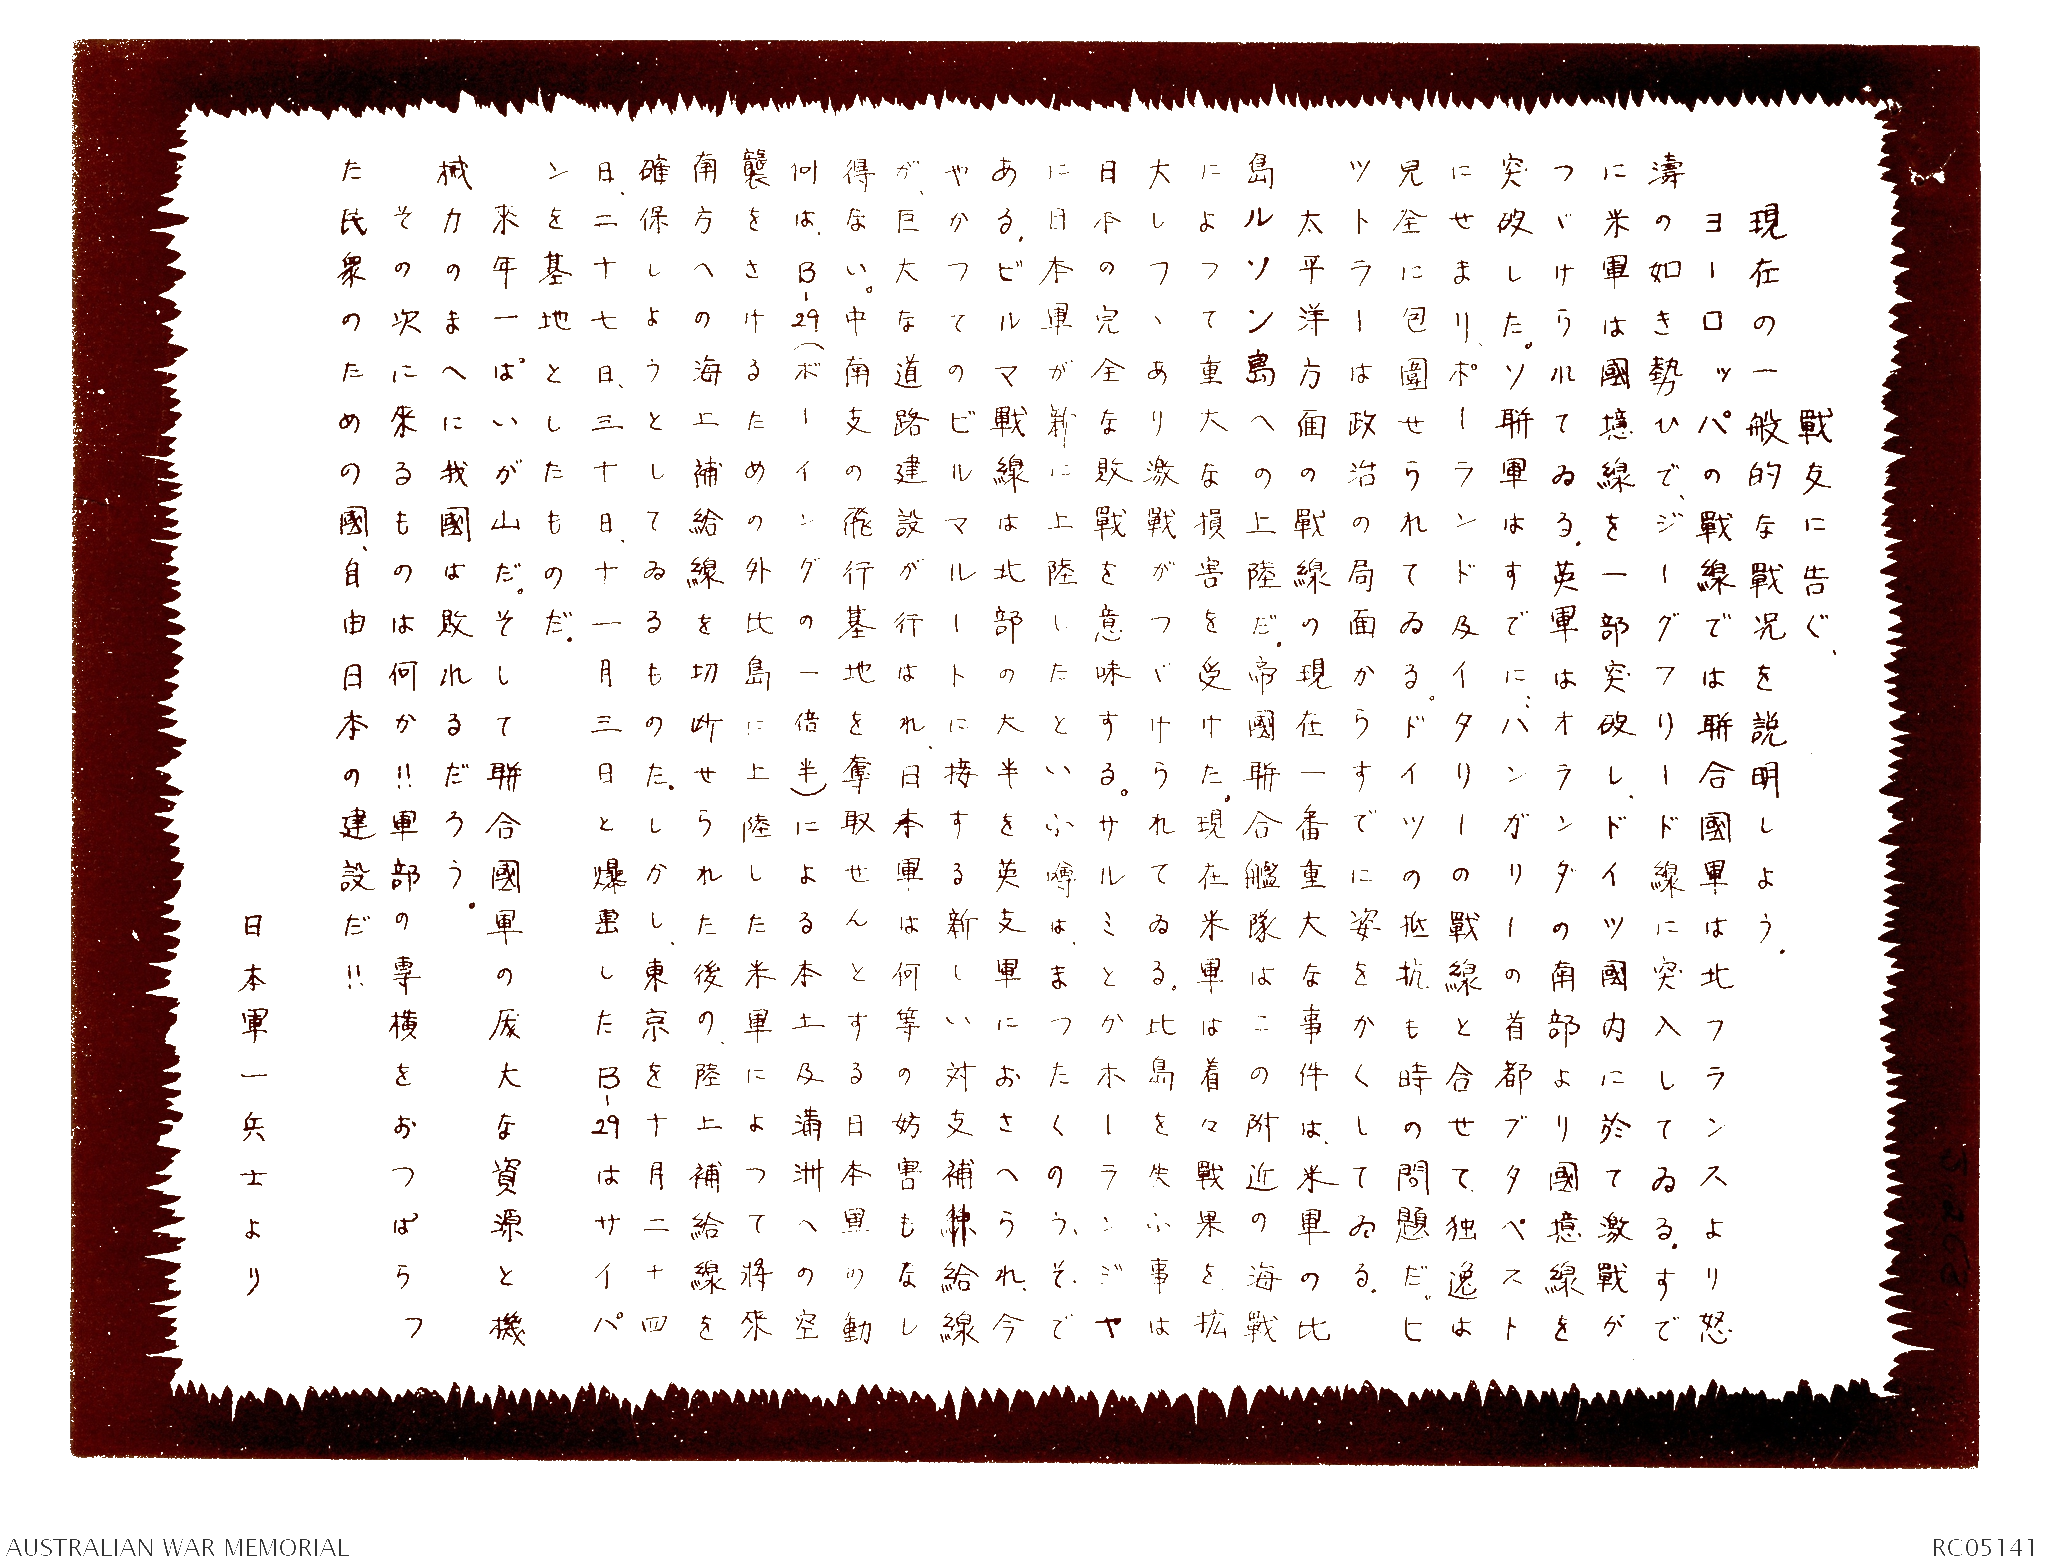 戰友に告ぐ、
現在の一般的な戰況を説明しよう．
ヨーロッパの戰線では聨合國軍は北フランスより怒
濤の如き勢ひで、ジーグフリード線に突入してゐる．すで
に米軍は國境線を一部突破し、ドイツ國内に於て激戰が
つゞけられてゐる．英軍はオランダの南部より國境線を
突破した。ソ聨軍はすでに、ハンガリーの首都ブタペスト
にせまり、ポーランド及イタリーの戰線と合せて、独逸は
完全に包圍せられてゐる。ドイツの抵抗も時の問題だ。ヒ
ットラーは政治の局面からすでに姿をかくしてゐる．
太平洋方面の戰線の現在一番重大な事件は、米軍の比
島ルソン島への上陸だ．帝國聨合艦隊はこの附近の海戰
によって重大な損害を受けた．現在米軍は着々戰果を拡
大しつゝあり激戰がつゞけられてゐる。比島を失ふ事は
日本の完全な敗戰を意味する。サルミとかホーランジヤ
に日本軍が新に上陸したといふ噂は、まつたくのうそで
ある．ビルマ戰線は北部の大半を英支軍におさへられ、今
やかつてのビルマルートに接する新しい対支補給線
が、巨大な道路建設が行はれ、日本軍は何等の妨害もなし
得ない。中南支の飛行基地を奪取せんとする日本軍の動
何は、B-29(ボーイングの一倍半)による本土及満洲への空
襲をさけるための外比島に上陸した米軍によって將來
南方への海上補給線を切断せられた後の、陸上補給線を
確保しようとしてゐるものた．しかし、東京を十月二十四
日、二十七日、三十日、十一月三日と爆撃したB-29はサイパ
ンを基地としたものだ．
來年一ぱいが山だ。そして聨合國軍の厖大な資源と機
械力のまへに我國は敗れるだろう．
その次に來るものは何か!!軍部の専横をおつぱらつ
た民衆のための國、自由日本の建設だ!!
日本軍一兵士より
AUSTRALIAN WAR MEMORIAL
RC05141